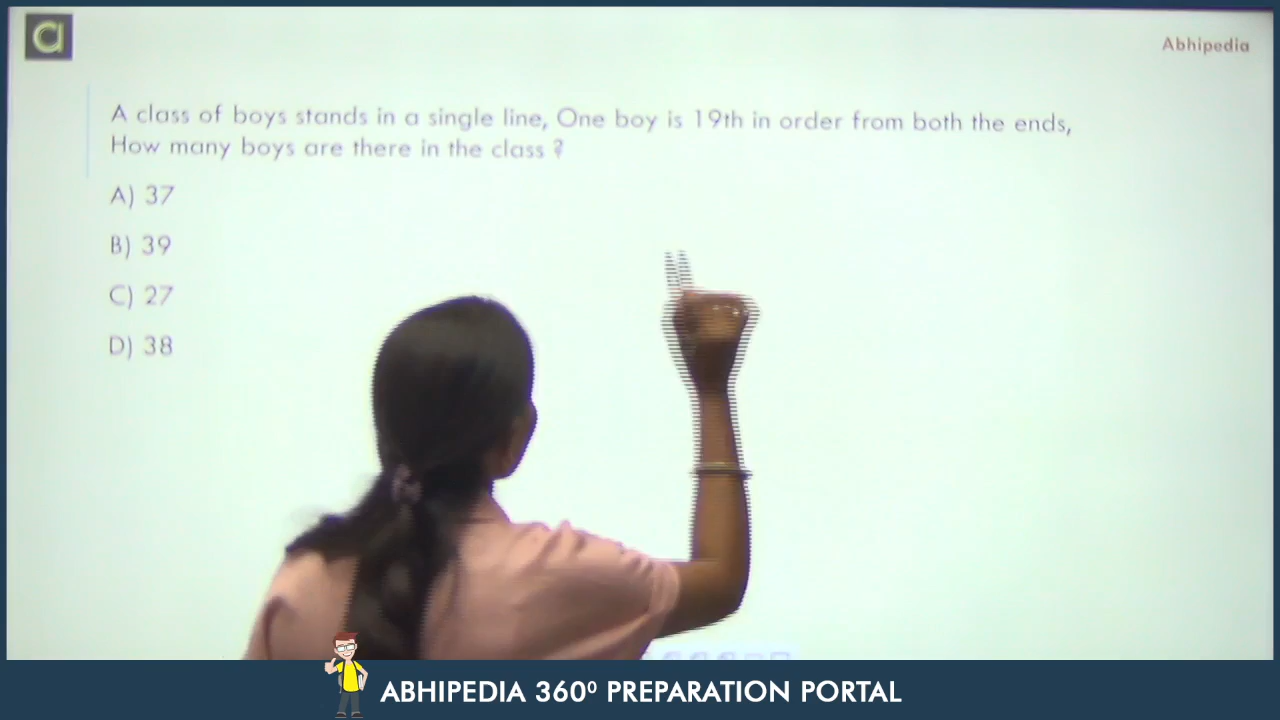 a
Abhipedia
A class of boys stands in a single line, One boy is 19th in order from both the ends,
How many boys are there in the class ?
A) 37
B) 39
C) 27
D) 38
ABHIPEDIA 360⁰ PREPARATION PORTAL